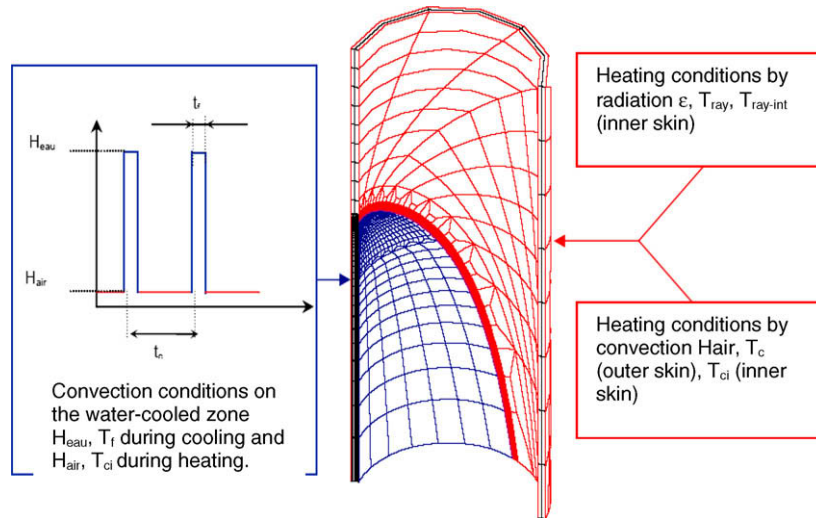 t_f
H_eau
H_air
Convection conditions on
the water-cooled zone
H_eau, T_f during cooling and
H_air, T_ci during heating.
Heating conditions by
radiation ε, T_ray, T_ray-int
(inner skin)
Heating conditions by
convection Hair, T_c
(outer skin), T_ci (inner
skin)